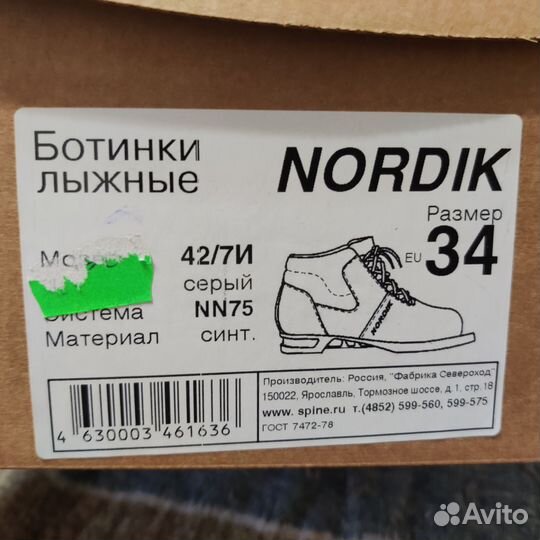 Ботинки
лыжные
NORDIK
Размер
EU 34
42/7И
серый
Система NN75
Материал синт.
NORDIK
Производитель: Россия, "Фабрика Североход"
150022, Ярославль, Тормозное шоссе, д.1, стр.18
www.spine.ru т.(4852) 599-560, 599-575
ГОСТ 7472-78
4 630003 461636
Avito